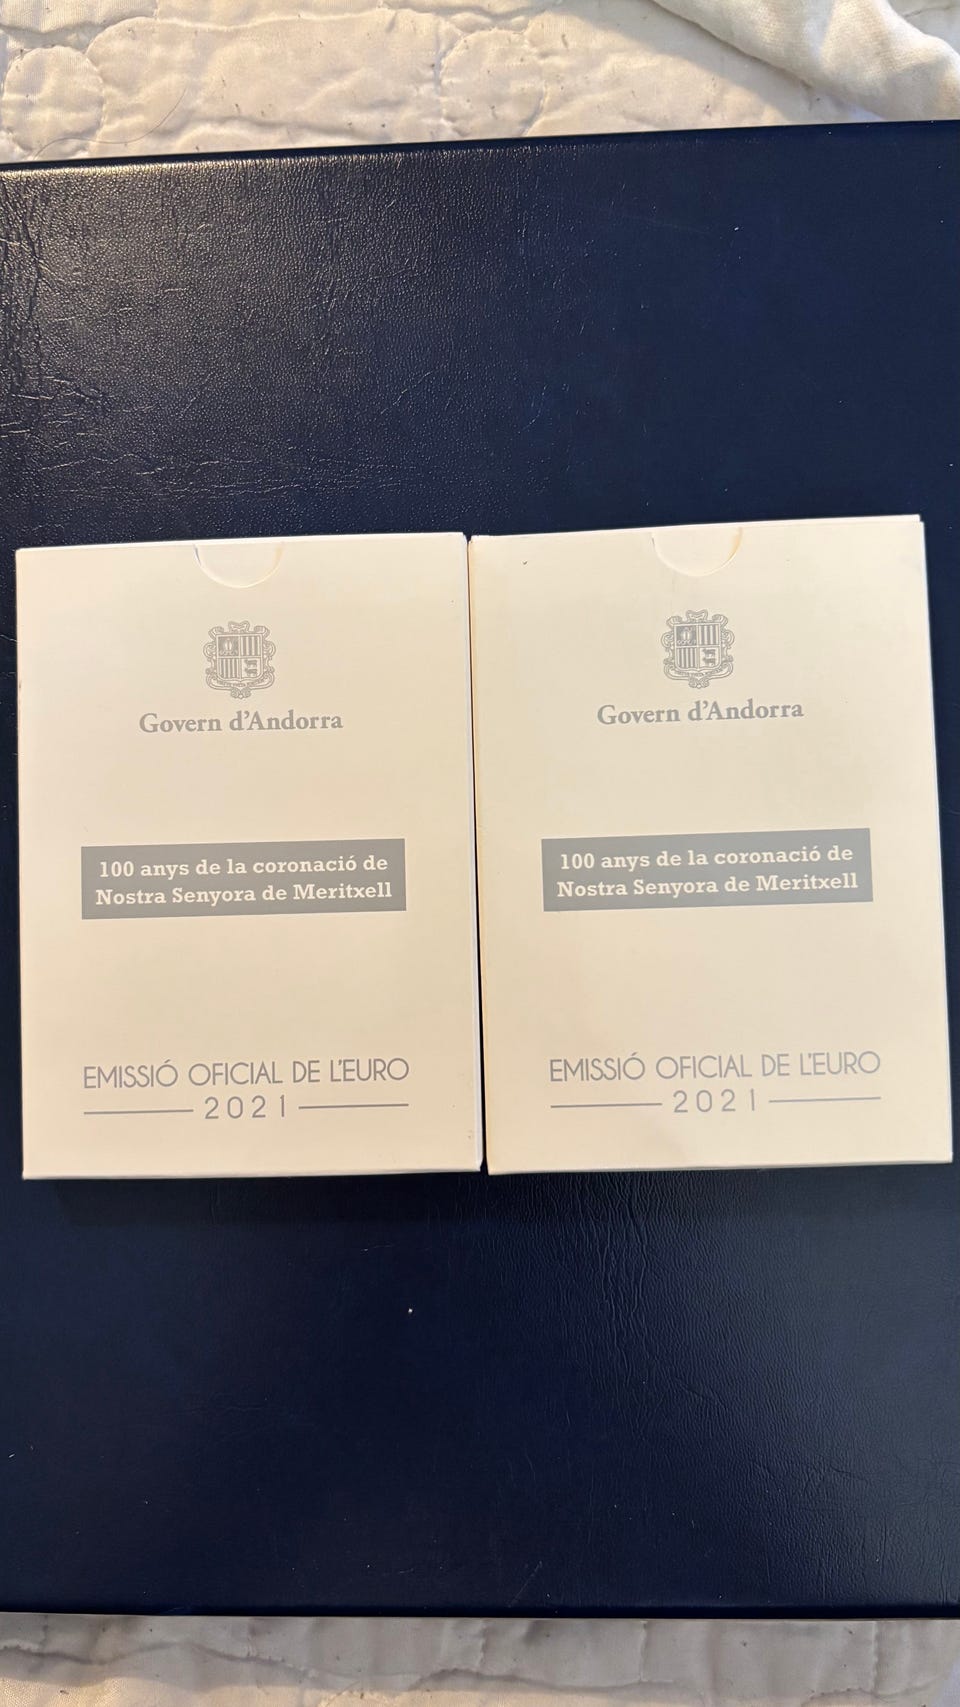 Govern d'Andorra
100 anys de la coronació de
Nostra Senyora de Meritxell
EMISSIÓ OFICIAL DE L'EURO
2021
Govern d'Andorra
100 anys de la coronació de
Nostra Senyora de Meritxell
EMISSIÓ OFICIAL DE L'EURO
2021